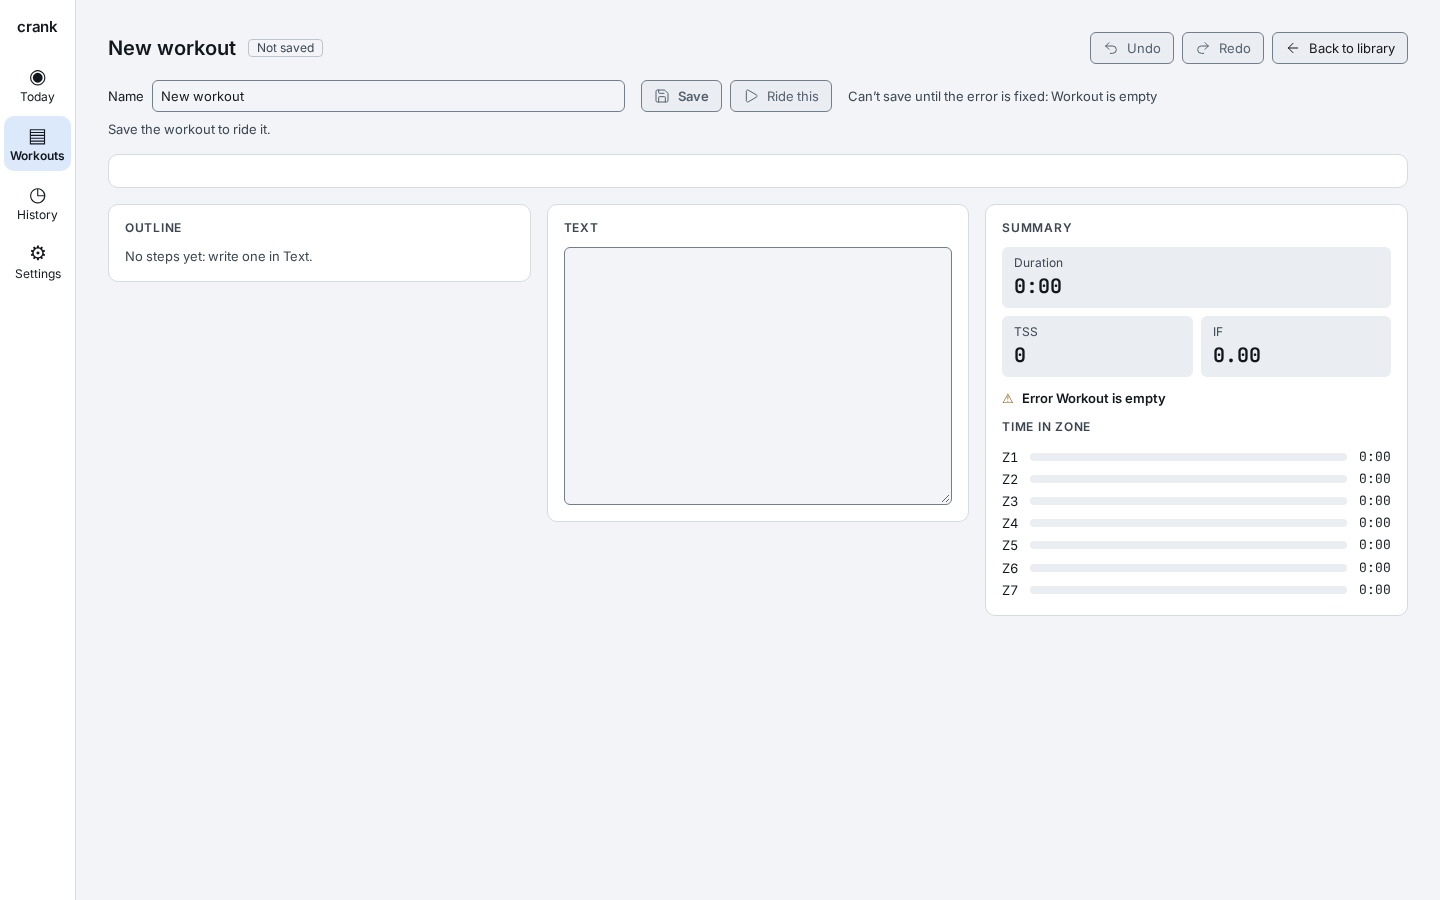 crank
Today
Workouts
History
Settings
New workout
Not saved
Undo
Redo
Back to library
Name
New workout
Save
Ride this
Can’t save until the error is fixed: Workout is empty
Save the workout to ride it.
OUTLINE
No steps yet: write one in Text.
TEXT
SUMMARY
Duration
0:00
TSS
0
IF
0.00
Error Workout is empty
TIME IN ZONE
Z1 0:00
Z2 0:00
Z3 0:00
Z4 0:00
Z5 0:00
Z6 0:00
Z7 0:00